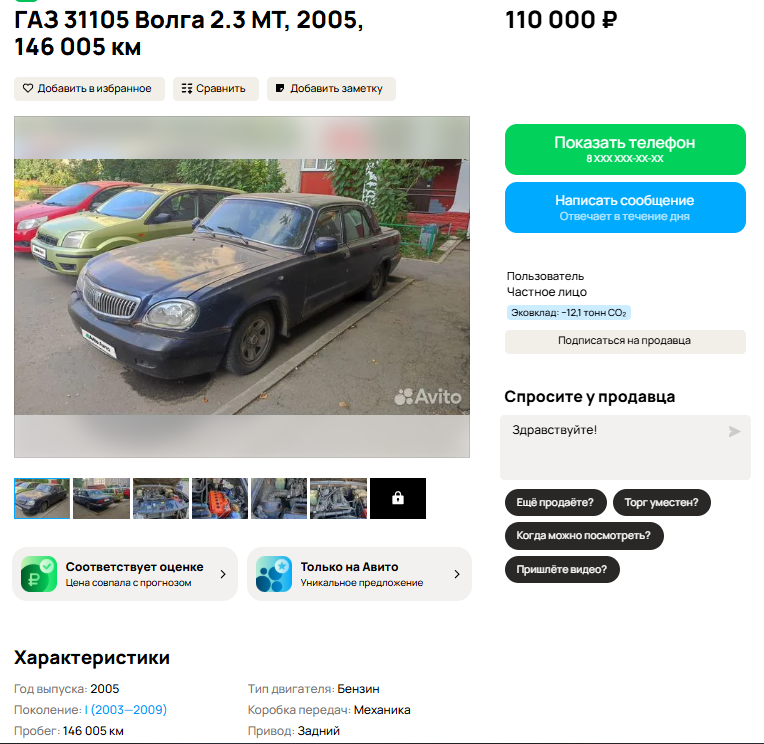 ГАЗ 31105 Волга 2.3 MT, 2005,
146 005 км
110 000 ₽
Добавить в избранное
Сравнить
Добавить заметку
Avito
Показать телефон
8 XXX XXX-XX-XX
Написать сообщение
Отвечает в течение дня
Пользователь
Частное лицо
Эковклад: −12,1 тонн CO₂
Подписаться на продавца
Спросите у продавца
Здравствуйте!
Ещё продаёте?
Торг уместен?
Когда можно посмотреть?
Пришлёте видео?
Соответствует оценке
Цена совпала с прогнозом
Только на Авито
Уникальное предложение
Характеристики
Год выпуска: 2005
Поколение: I (2003—2009)
Пробег: 146 005 км
Тип двигателя: Бензин
Коробка передач: Механика
Привод: Задний